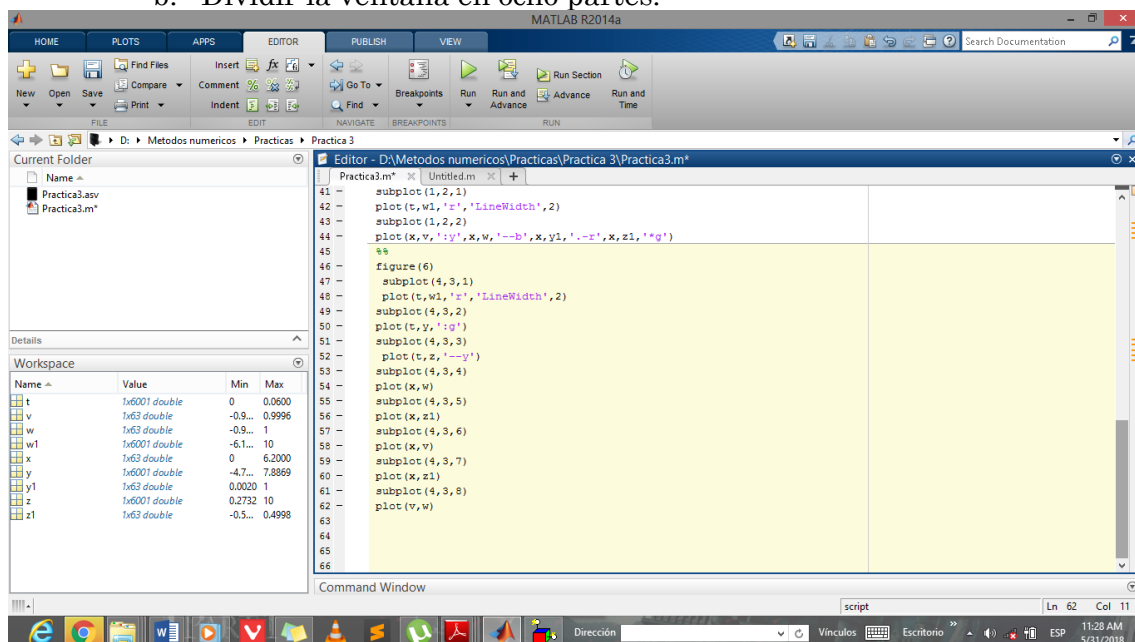 b. Dividir la ventana en ocho partes.
MATLAB R2014a
HOME PLOTS APPS EDITOR PUBLISH VIEW Search Documentation
New Open Save Find Files Compare Print
Insert fx Comment Indent
Go To Find
Breakpoints Run Run and Advance Run Section Advance Run and Time
FILE EDIT NAVIGATE BREAKPOINTS RUN
D: Metodos numericos Practicas Practica 3
Current Folder
Name
Practica3.asv
Practica3.m*
Details
Workspace
Name Value Min Max
t 1x6001 double 0 0.0600
v 1x63 double -0.9... 0.9996
w 1x63 double -0.9... 1
w1 1x6001 double -6.1... 10
x 1x63 double 0 6.2000
y 1x6001 double -4.7... 7.8869
y1 1x63 double 0.0020 1
z 1x6001 double 0.2732 10
z1 1x63 double -0.5... 0.4998
Editor - D:\Metodos numericos\Practicas\Practica 3\Practica3.m*
Practica3.m* Untitled.m
41 - subplot(1,2,1)
42 - plot(t,w1,'r','LineWidth',2)
43 - subplot(1,2,2)
44 - plot(x,v,':y',x,w,'--b',x,y1,'.-r',x,z1,'*g')
45 %%
46 - figure(6)
47 - subplot(4,3,1)
48 - plot(t,w1,'r','LineWidth',2)
49 - subplot(4,3,2)
50 - plot(t,y,':g')
51 - subplot(4,3,3)
52 - plot(t,z,'--y')
53 - subplot(4,3,4)
54 - plot(x,w)
55 - subplot(4,3,5)
56 - plot(x,z1)
57 - subplot(4,3,6)
58 - plot(x,v)
59 - subplot(4,3,7)
60 - plot(x,z1)
61 - subplot(4,3,8)
62 - plot(v,w)
63
64
65
66
Command Window
script Ln 62 Col 11
Dirección Vínculos Escritorio ESP 11:28 AM
5/31/2018